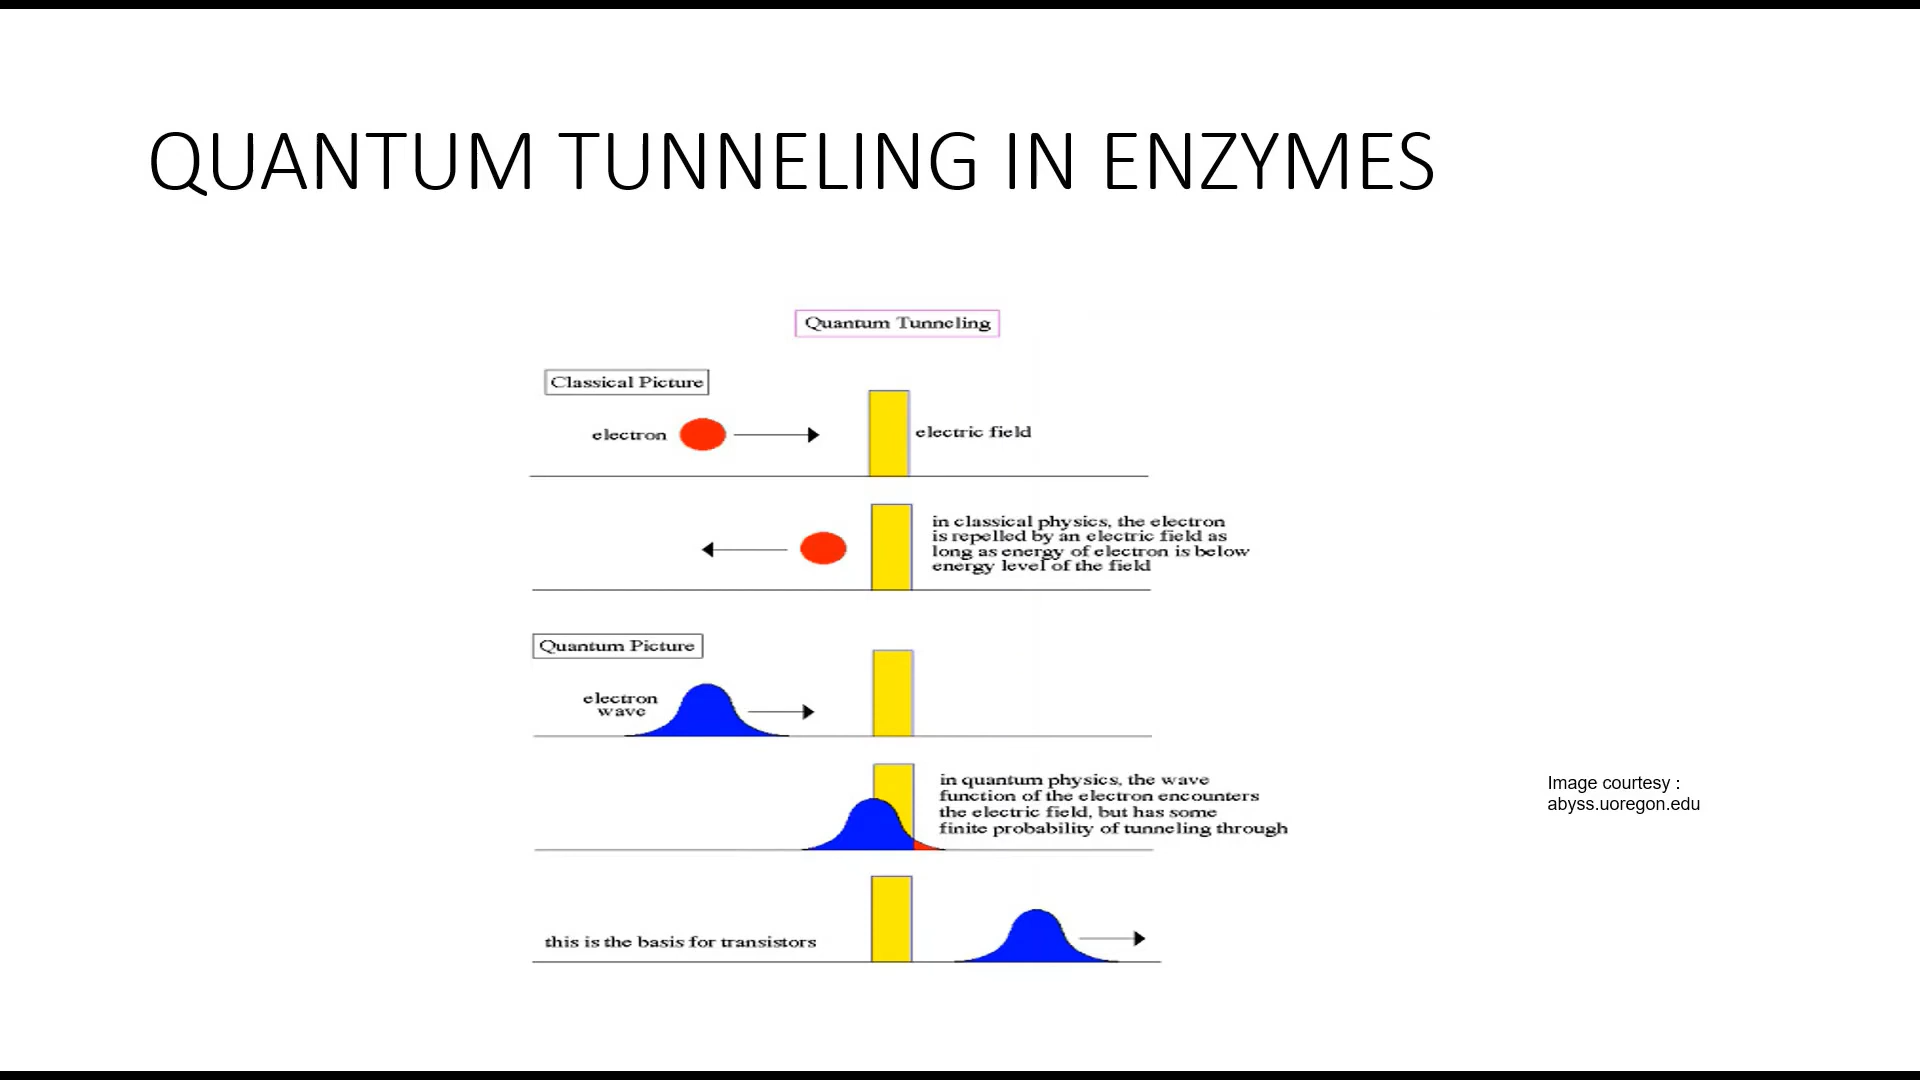 QUANTUM TUNNELING IN ENZYMES
Quantum Tunneling
Classical Picture
electron
electric field
in classical physics, the electron
is repelled by an electric field as
long as energy of electron is below
energy level of the field
Quantum Picture
electron
wave
in quantum physics, the wave
function of the electron encounters
the electric field, but has some
finite probability of tunneling through
this is the basis for transistors
Image courtesy :
abyss.uoregon.edu